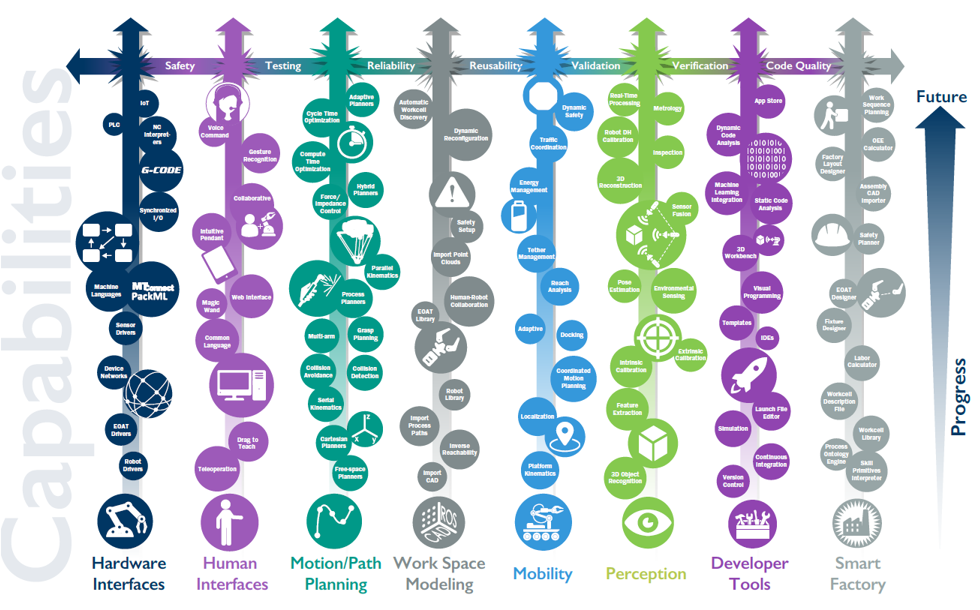 Capabilities
Safety
Testing
Reliability
Reusability
Validation
Verification
Code Quality
Future
Progress
IoT
PLC
NC
Interpret-
ers
G-CODE
Synchronized
I/O
Machine
Languages
MTConnect
PackML
Sensor
Drivers
Device
Networks
EOAT
Drivers
Robot
Drivers
Hardware
Interfaces
Voice
Command
Gesture
Recognition
Collaborative
Intuitive
Pendant
Magic
Wand
Web Interface
Common
Language
Drag to
Teach
Teleoperation
Human
Interfaces
Adaptive
Planners
Cycle Time
Optimization
Compute
Time
Optimization
Hybrid
Planners
Force/
Impedance
Control
Parallel
Kinematics
Process
Planners
Multi-arm
Grasp
Planning
Collision
Avoidance
Collision
Detection
Serial
Kinematics
z
x
y
Cartesian
Planners
Free-space
Planners
Motion/Path
Planning
Automatic
Workcell
Discovery
Dynamic
Reconfigration
Safety
Setup
Import Point
Clouds
Human-Robot
Collaboration
EOAT
Library
Robot
Library
Import
Process
Paths
Inverse
Reachability
Import
CAD
ROS
CAD
Work Space
Modeling
Dynamic
Safety
Traffic
Coordination
Energy
Management
Tether
Management
Reach
Analysis
Adaptive
Docking
Coordinated
Motion
Planning
Localization
Platform
Kinematics
Mobility
Real-Time
Processing
Metrology
Robot DH
Calibration
Inspection
3D
Reconstruction
Sensor
Fusion
Pose
Estimation
Environmental
Sensing
Extrinsic
Calibration
Intrinsic
Calibration
Feature
Extraction
3D Object
Recognition
Perception
App Store
Dynamic
Code
Analysis
Machine
Learning
Integration
Static Code
Analysis
3D
Workbench
Visual
Programming
Templates
IDEs
Launch File
Editor
Simulation
Continuous
Integration
Version
Control
Developer
Tools
Work
Sequence
Planning
OEE
Calculator
Factory
Layout
Designer
Assembly
CAD
Importer
Safety
Planner
EOAT
Designer
Fixture
Designer
Labor
Calculator
Workcell
Description
File
Workcell
Library
Process
Ontology
Engine
Skill
Primitives
Interpreter
Smart
Factory